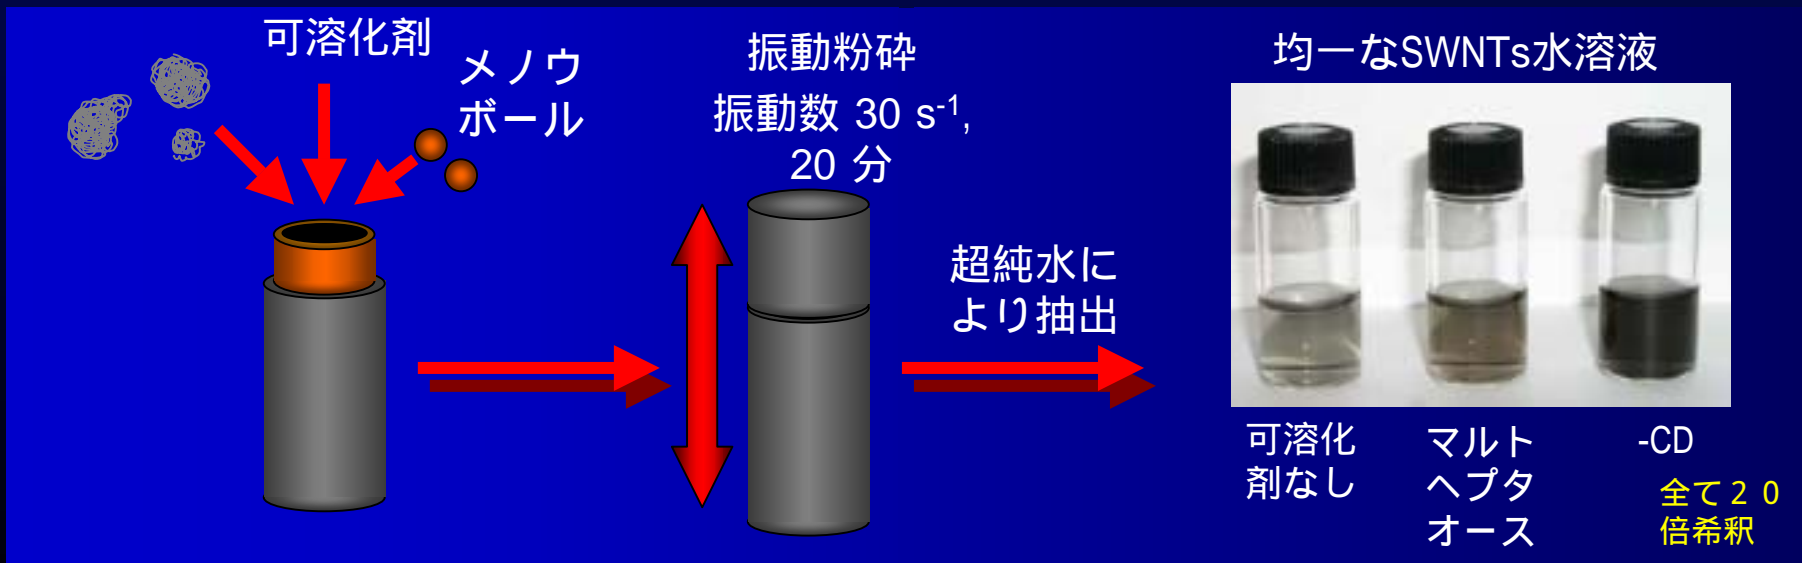 可溶化剤
メノウ
ボール
振動粉砕
振動数 30 s-1,
20 分
超純水に
より抽出
均一なSWNTs水溶液
可溶化
剤なし
マルト
ヘプタ
オース
-CD
全て２０
倍希釈